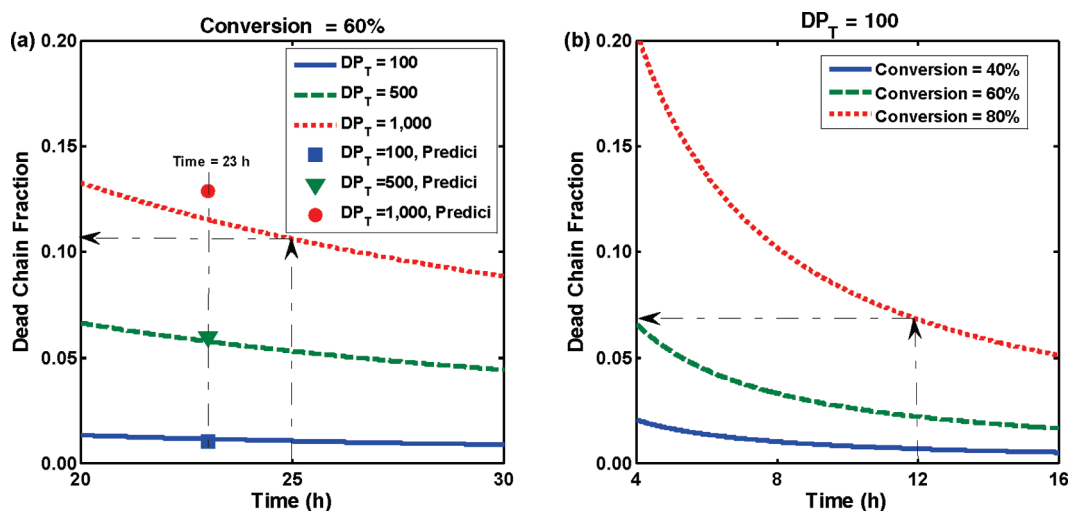 (a)
Conversion = 60%
Dead Chain Fraction
0.20
0.15
0.10
0.05
0.00
20
25
30
Time (h)
Time = 23 h
DP_T = 100
DP_T = 500
DP_T = 1,000
DP_T =100, Predici
DP_T =500, Predici
DP_T =1,000, Predici
(b)
DP_T = 100
Dead Chain Fraction
0.20
0.15
0.10
0.05
0.00
4
8
12
16
Time (h)
Conversion = 40%
Conversion = 60%
Conversion = 80%